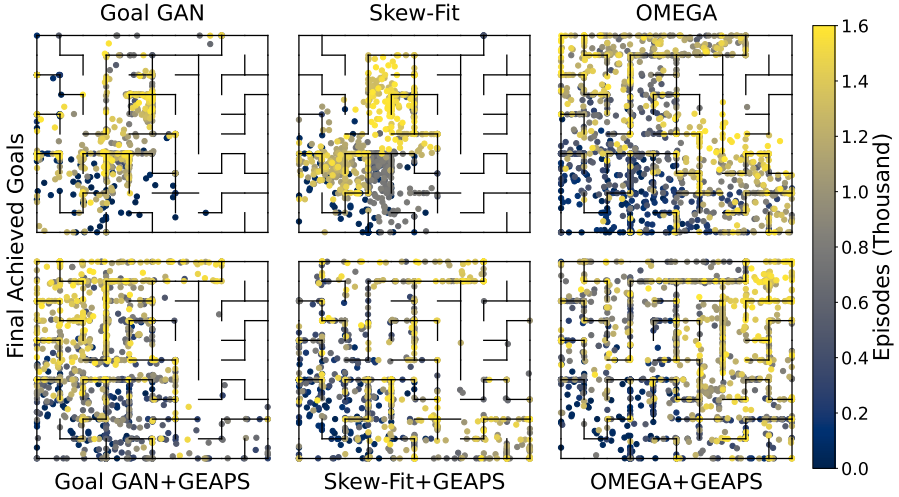 Goal GAN
Skew-Fit
OMEGA
Final Achieved Goals
Goal GAN+GEAPS
Skew-Fit+GEAPS
OMEGA+GEAPS
1.6
1.4
1.2
1.0
0.8
0.6
0.4
0.2
0.0
Episodes (Thousand)